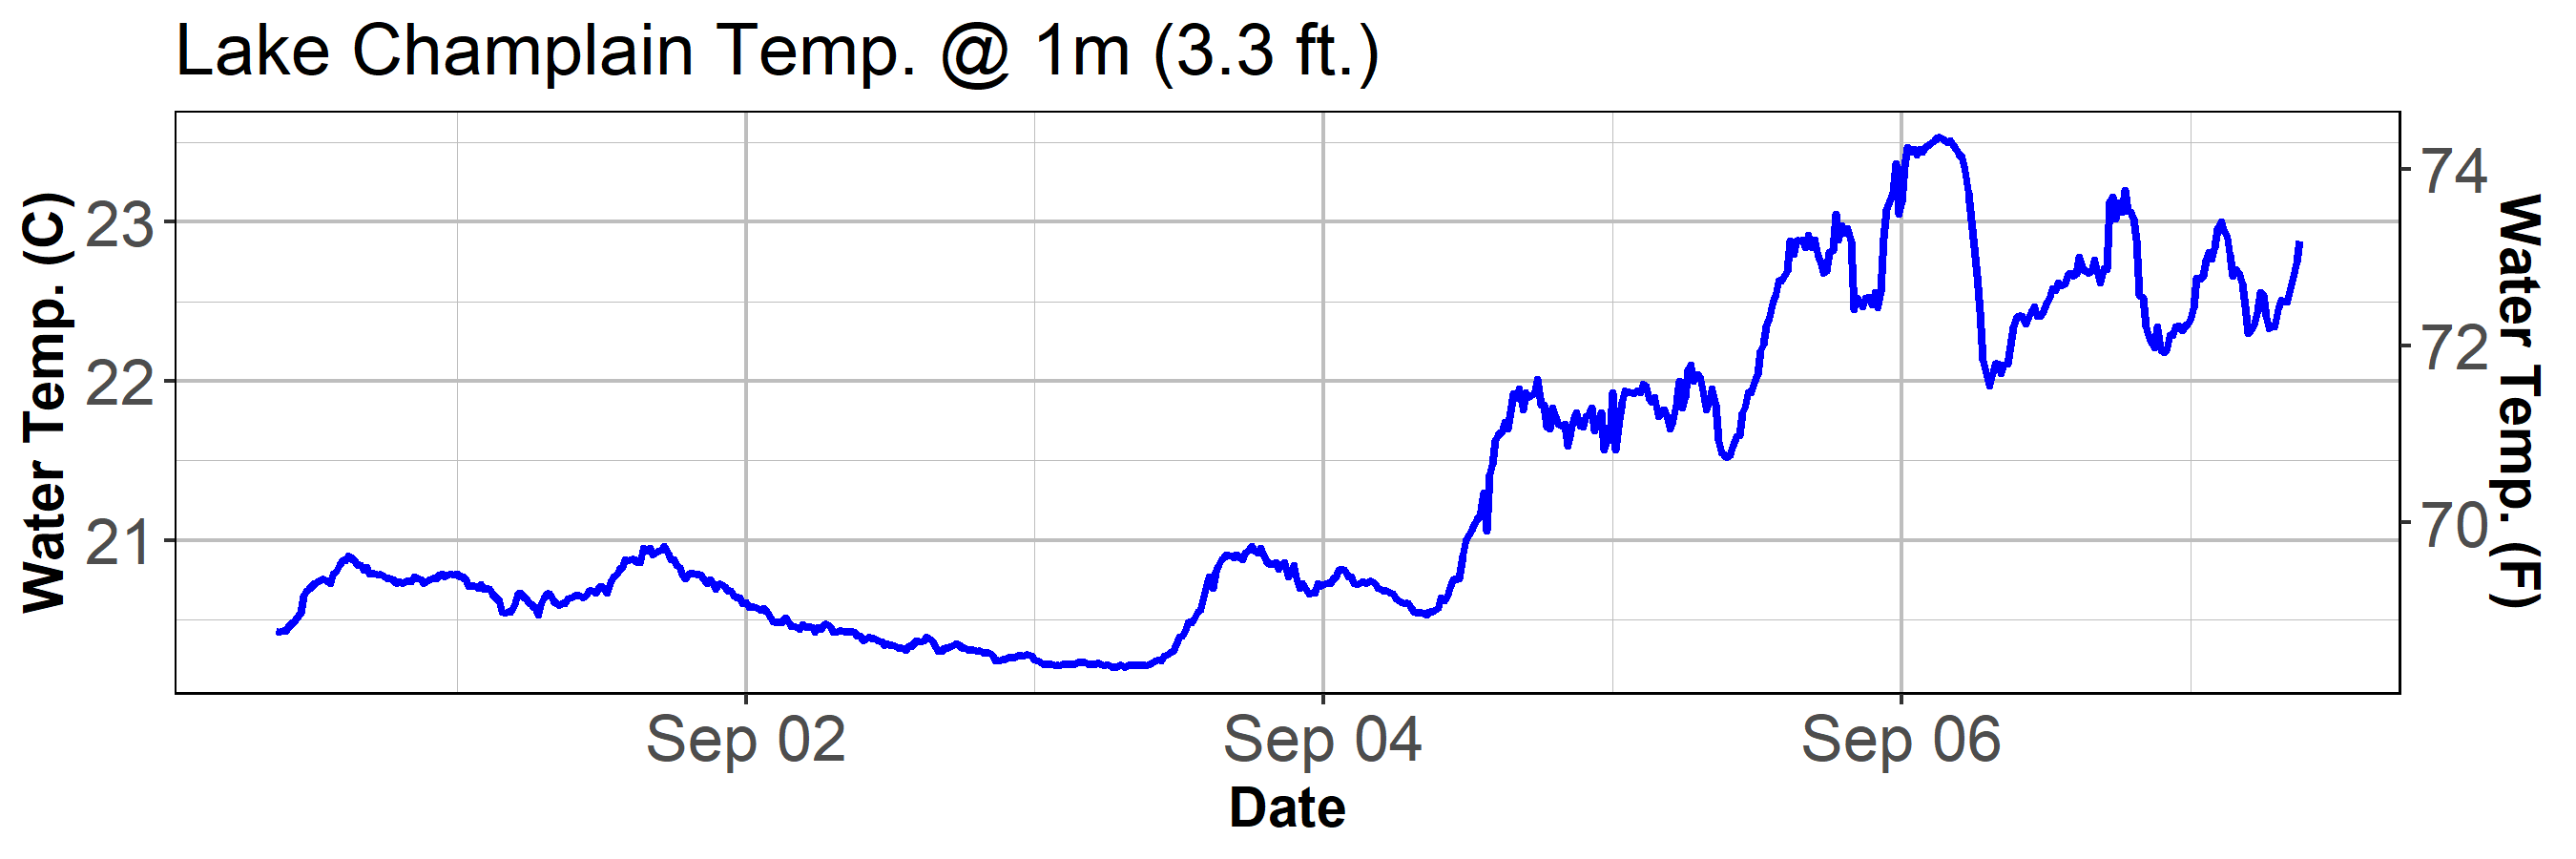 Lake Champlain Temp. @ 1m (3.3 ft.)
Water Temp. (C)
23
22
21
74
72
70
Water Temp. (F)
Sep 02
Sep 04
Sep 06
Date